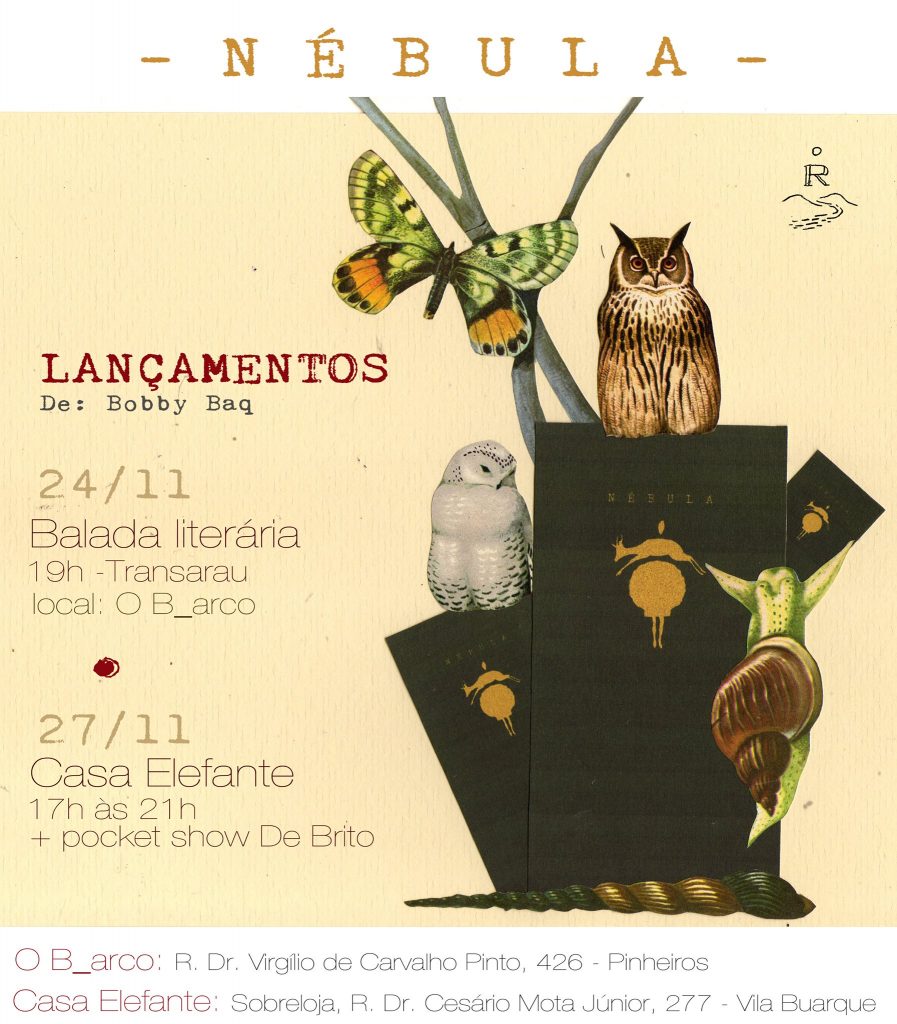 - NÉBULA -
R
LANÇAMENTOS
De: Bobby Baq
24/11
Balada literária
19h -Transarau
local: O B_arco
27/11
Casa Elefante
17h às 21h
+ pocket show De Brito
NÉBULA
NÉBULA
O B_arco: R. Dr. Virgílio de Carvalho Pinto, 426 - Pinheiros
Casa Elefante: Sobreloja, R. Dr. Cesário Mota Júnior, 277 - Vila Buarque